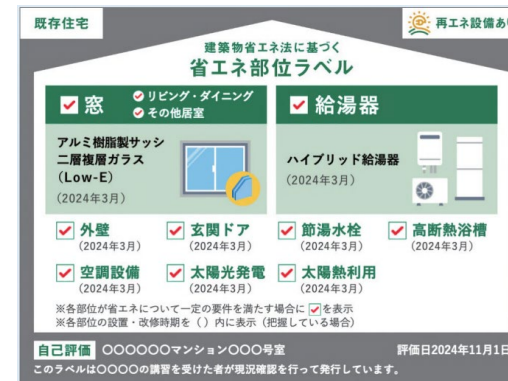 既存住宅
再エネ設備あ
建築物省エネ法に基づく
省エネ部位ラベル
窓
リビング・ダイニング
その他居室
給湯器
アルミ樹脂製サッシ
二層複層ガラス
(Low-E)
(2024年3月)
ハイブリッド給湯器
(2024年3月)
外壁
(2024年3月)
玄関ドア
(2024年3月)
節湯水栓
(2024年3月)
高断熱浴槽
(2024年3月)
空調設備
(2024年3月)
太陽光発電
(2024年3月)
太陽熱利用
(2024年3月)
※各部位が省エネについて一定の要件を満たす場合に✓を表示
※各部位の設置・改修時期を（）内に表示（把握している場合）
自己評価 〇〇〇〇〇〇マンション〇〇〇号室 評価日2024年11月1日
このラベルは〇〇〇〇の講習を受けた者が現況確認を行って発行しています。